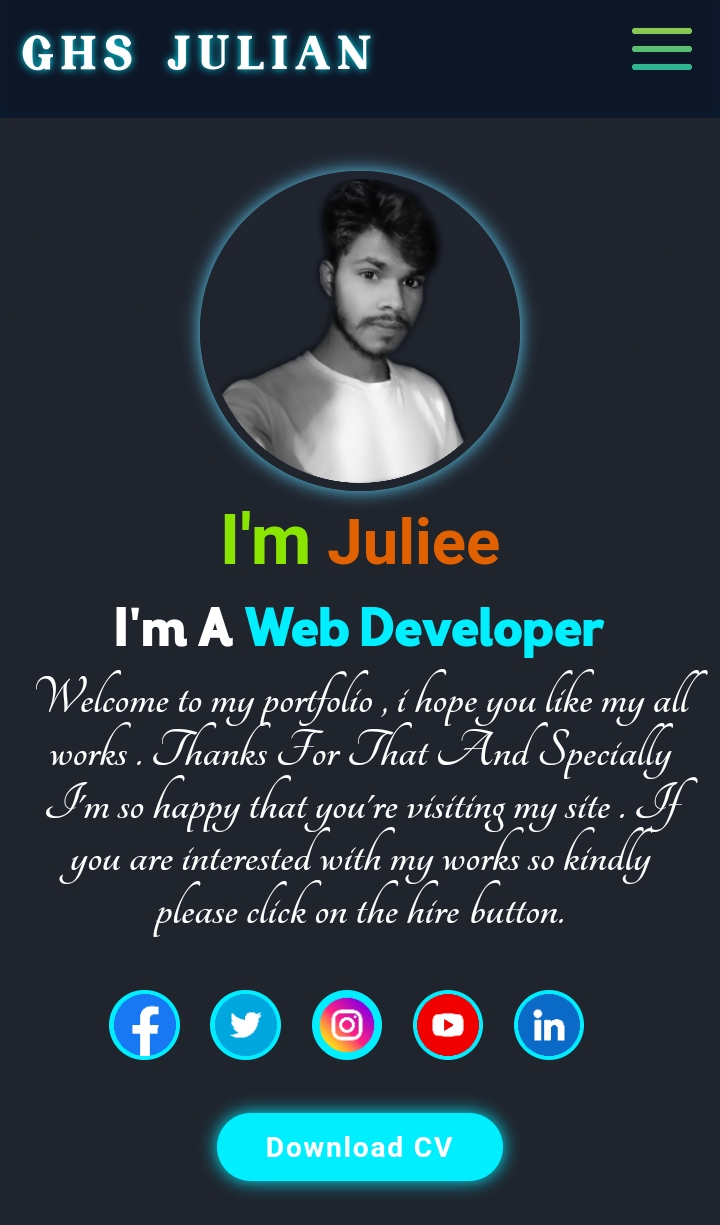 GHS JULIAN
I'm Juliee
I'm A Web Developer
Welcome to my portfolio , i hope you like my all
works . Thanks For That And Specially
I'm so happy that you're visiting my site . If
you are interested with my works so kindly
please click on the hire button.
Download CV